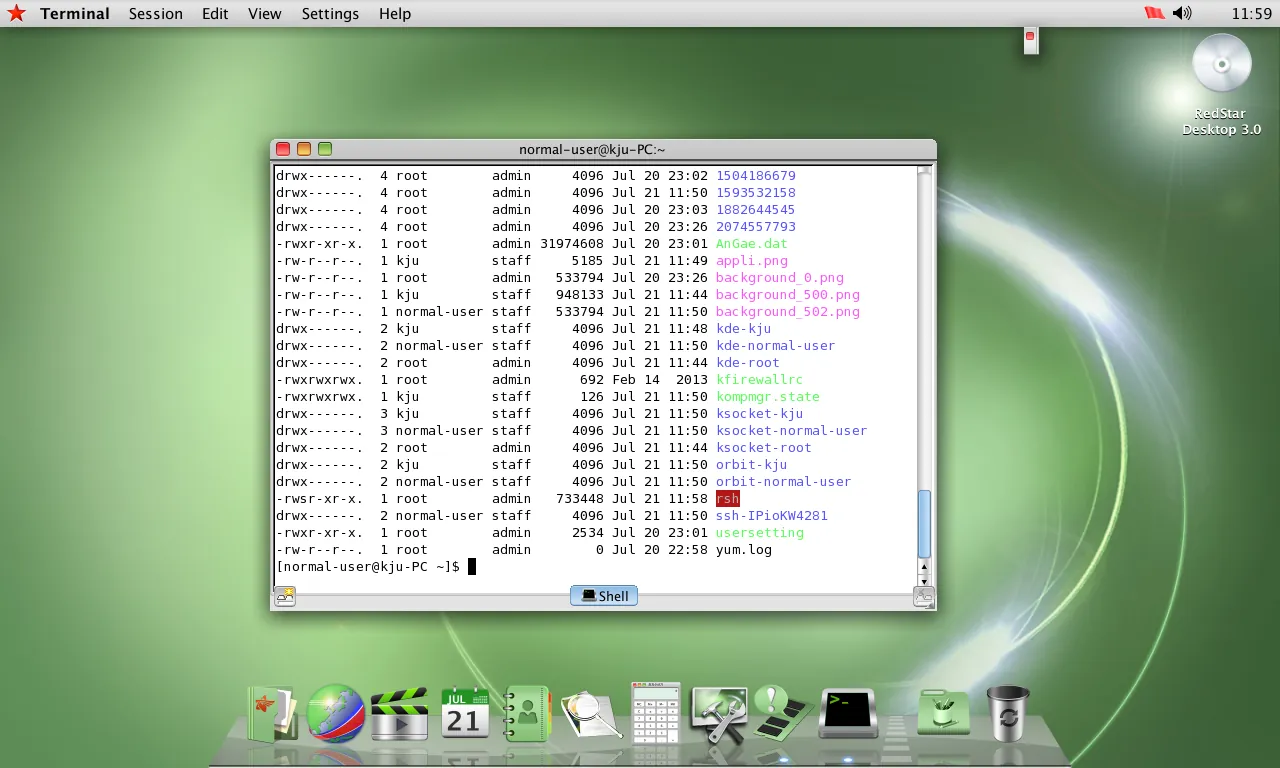 Terminal Session Edit View Settings Help 11:59
RedStar
Desktop 3.0
normal-user@kju-PC:~
drwx------. 4 root admin 4096 Jul 20 23:02 1504186679
drwx------. 4 root admin 4096 Jul 21 11:50 1593532158
drwx------. 4 root admin 4096 Jul 20 23:03 1882644545
drwx------. 4 root admin 4096 Jul 20 23:26 2074557793
-rwxr-xr-x. 1 root admin 31974608 Jul 20 23:01 AnGae.dat
-rw-r--r--. 1 kju staff 5185 Jul 21 11:49 appli.png
-rw-r--r--. 1 root admin 533794 Jul 20 23:26 background_0.png
-rw-r--r--. 1 kju staff 948133 Jul 21 11:44 background_500.png
-rw-r--r--. 1 normal-user staff 533794 Jul 21 11:50 background_502.png
drwx------. 2 kju staff 4096 Jul 21 11:48 kde-kju
drwx------. 2 normal-user staff 4096 Jul 21 11:50 kde-normal-user
drwx------. 2 root admin 4096 Jul 21 11:44 kde-root
-rwxrwxrwx. 1 root admin 692 Feb 14 2013 kfirewallrc
-rwxrwxrwx. 1 kju staff 126 Jul 21 11:50 kompmgr.state
drwx------. 3 kju staff 4096 Jul 21 11:50 ksocket-kju
drwx------. 3 normal-user staff 4096 Jul 21 11:50 ksocket-normal-user
drwx------. 2 root admin 4096 Jul 21 11:44 ksocket-root
drwx------. 2 kju staff 4096 Jul 21 11:50 orbit-kju
drwx------. 2 normal-user staff 4096 Jul 21 11:50 orbit-normal-user
-rwsr-xr-x. 1 root admin 733448 Jul 21 11:58 rsh
drwx------. 2 normal-user staff 4096 Jul 21 11:50 ssh-IPioKW4281
-rwxr-xr-x. 1 root admin 2534 Jul 20 23:01 usersetting
-rw-r--r--. 1 root admin 0 Jul 20 22:58 yum.log
[normal-user@kju-PC ~]$
Shell
JUL
21
>_